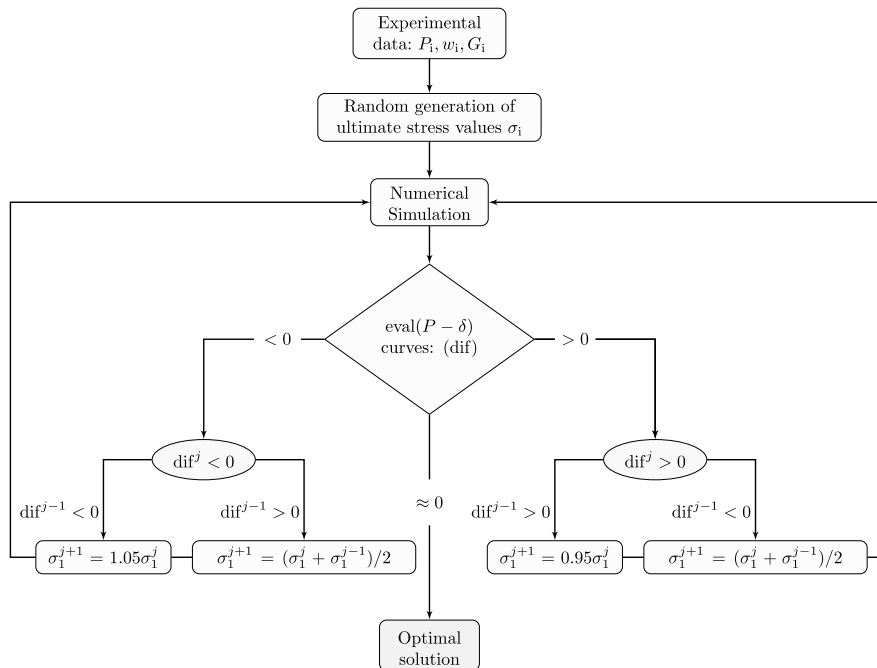 Experimental
data: P_i, w_i, G_i
Random generation of
ultimate stress values σ_i
Numerical
Simulation
eval(P − δ)
curves: (dif)
< 0
> 0
dif^j < 0
dif^j > 0
≈ 0
dif^{j−1} < 0
dif^{j−1} > 0
dif^{j−1} > 0
dif^{j−1} < 0
σ_1^{j+1} = 1.05σ_1^j
σ_1^{j+1} = (σ_1^j + σ_1^{j−1})/2
σ_1^{j+1} = 0.95σ_1^j
σ_1^{j+1} = (σ_1^j + σ_1^{j−1})/2
Optimal
solution